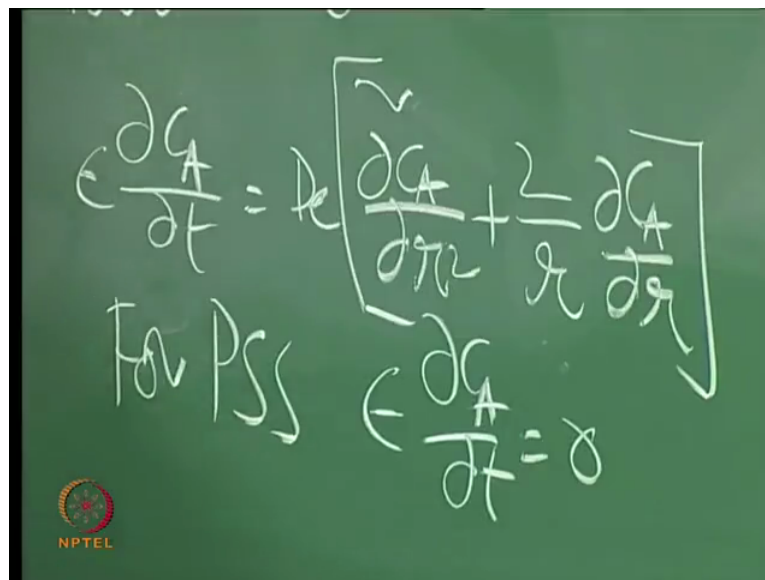 ε ∂C_A/∂t = De [ ∂²C_A/∂r² + 2/r ∂C_A/∂r ]
For PSS ε ∂C_A/∂t = 0
NPTEL